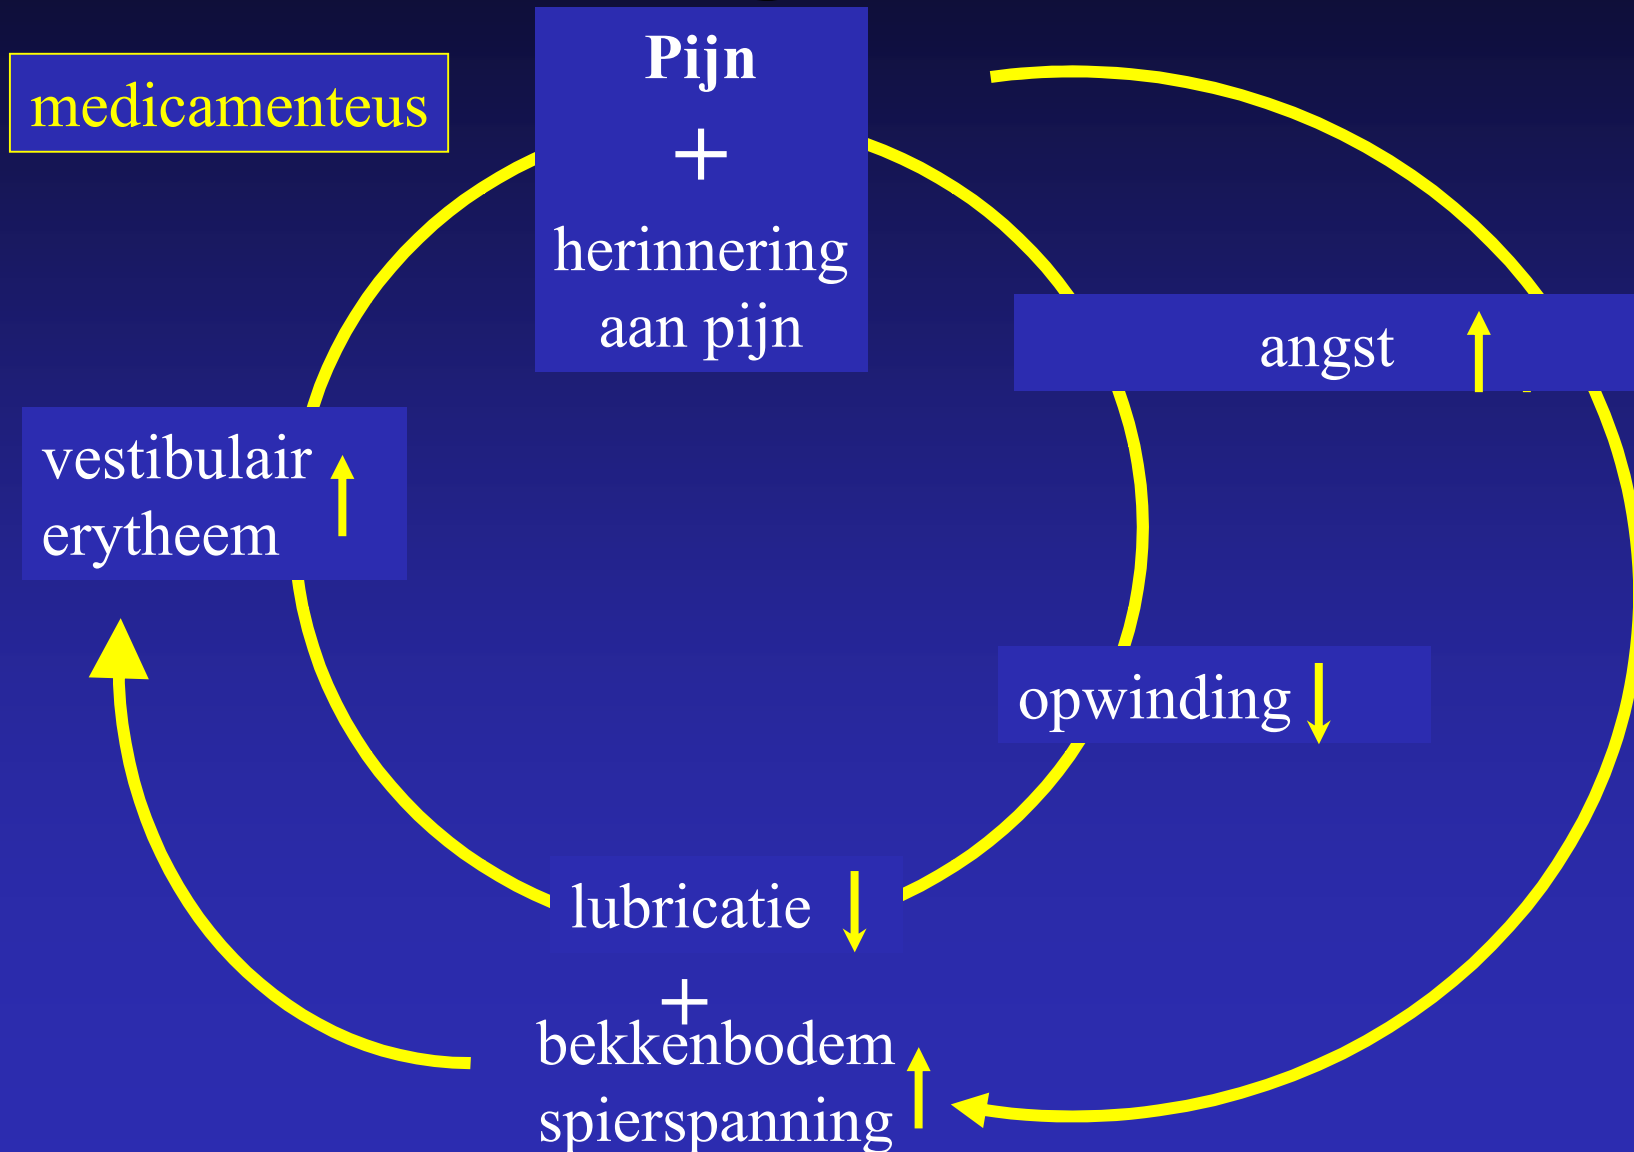 medicamenteus
Pijn
+
herinnering
aan pijn
angst ↑
vestibulair ↑
erytheem
opwinding ↓
lubricatie ↓
+
bekkenbodem ↑
spierspanning